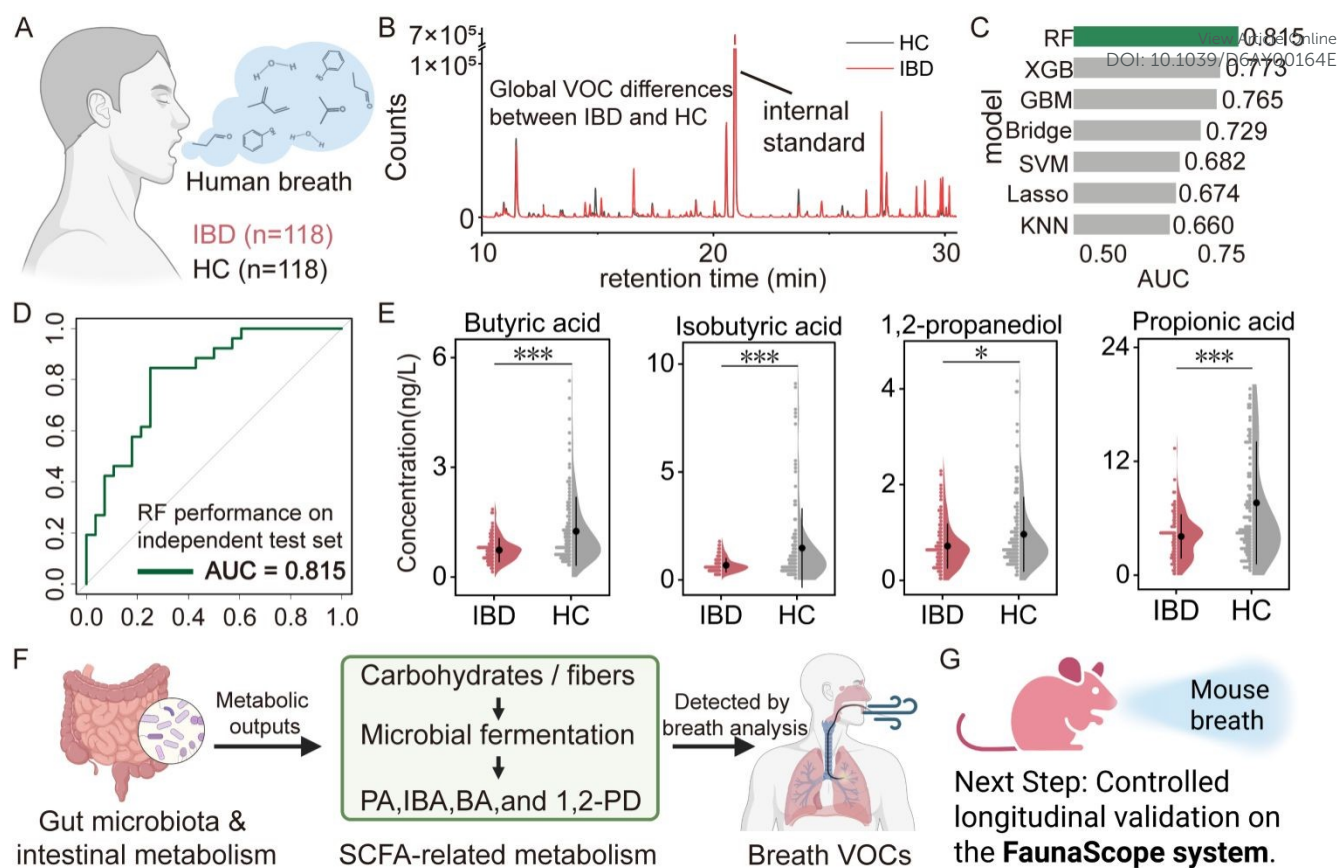 A
Human breath
IBD (n=118)
HC (n=118)
B
7×10⁵
1×10⁵
0
Counts
HC
IBD
Global VOC differences
between IBD and HC
internal
standard
10
20
30
retention time (min)
C
View Article Online
DOI: 10.1039/D6AY00164E
model
RF
0.815
XGB
0.773
GBM
0.765
Bridge
0.729
SVM
0.682
Lasso
0.674
KNN
0.660
0.50
0.75
AUC
D
1.0
0.8
0.6
0.4
0.2
0.0
RF performance on
independent test set
AUC = 0.815
0.0 0.2 0.4 0.6 0.8 1.0
E
Concentration(ng/L)
Butyric acid
***
6
3
0
IBD HC
Isobutyric acid
***
10
5
0
IBD HC
1,2-propanediol
*
4
2
0
IBD HC
Propionic acid
***
24
12
0
IBD HC
F
Gut microbiota &
intestinal metabolism
Metabolic
outputs
Carbohydrates / fibers
Microbial fermentation
PA,IBA,BA,and 1,2-PD
SCFA-related metabolism
Detected by
breath analysis
Breath VOCs
G
Mouse
breath
Next Step: Controlled
longitudinal validation on
the FaunaScope system.